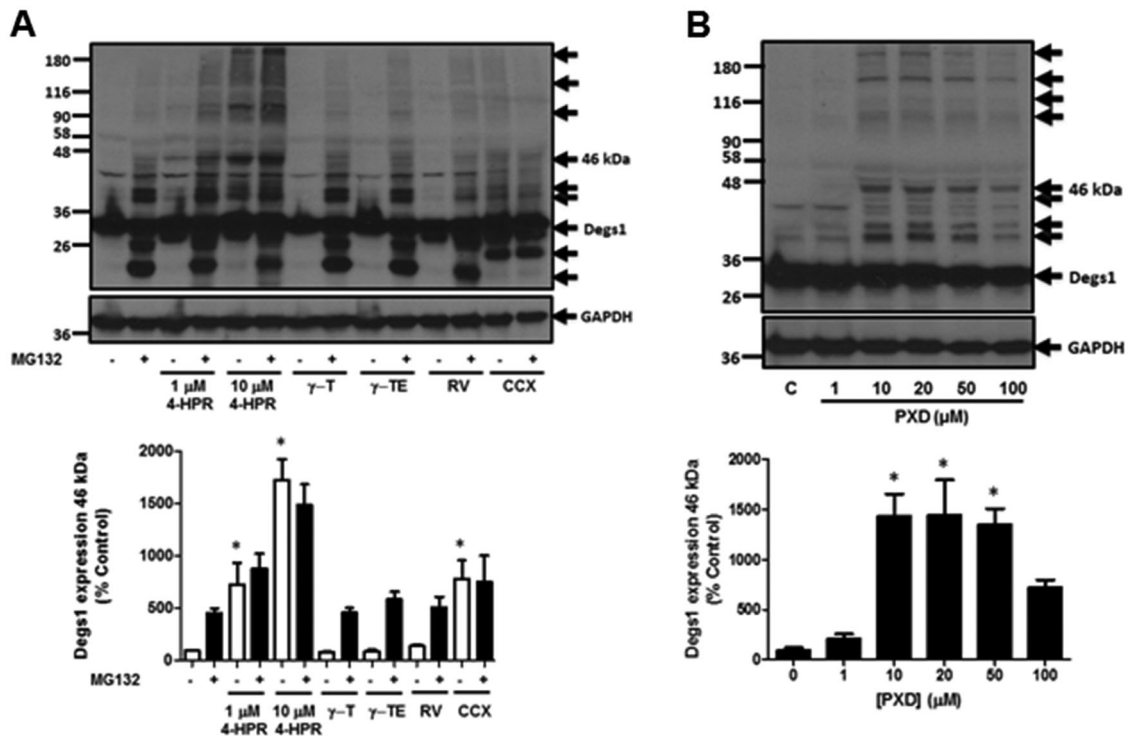 A
180
116
90
58
48
36
26
36
46 kDa
Degs1
GAPDH
MG132 - + - + - + - + - + - + - +
1 µM 4-HPR
10 µM 4-HPR
γ–T
γ–TE
RV
CCX
B
180
116
90
58
48
36
26
36
46 kDa
Degs1
GAPDH
C 1 10 20 50 100
PXD (µM)
Degs1 expression 46 kDa
(% Control)
2000
1500
1000
500
0
* * *
MG132 - + - + - + - + - + - + - +
1 µM 4-HPR
10 µM 4-HPR
γ–T
γ–TE
RV
CCX
Degs1 expression 46 kDa
(% Control)
2000
1500
1000
500
0
* * *
0 1 10 20 50 100
[PXD] (µM)